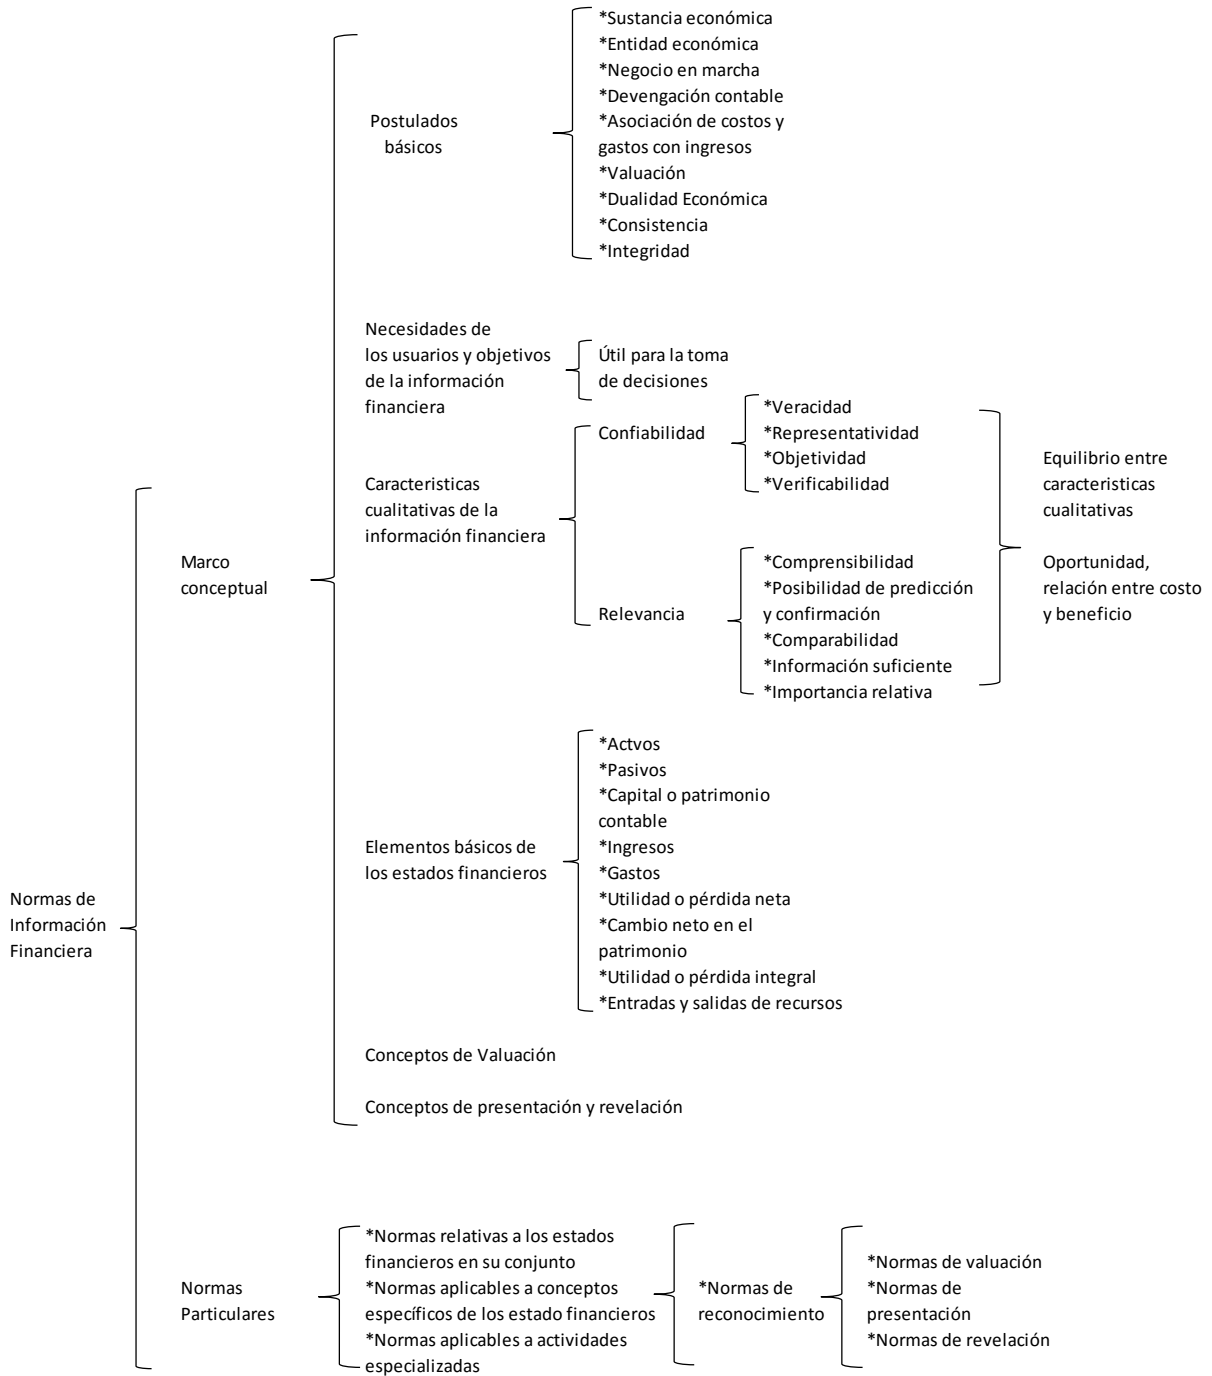 *Sustancia económica
*Entidad económica
*Negocio en marcha
*Devengación contable
*Asociación de costos y
gastos con ingresos
*Valuación
*Dualidad Económica
*Consistencia
*Integridad
Postulados
básicos
Necesidades de
los usuarios y objetivos
de la información
financiera
Útil para la toma
de decisiones
Caracteristicas
cualitativas de la
información financiera
Confiabilidad
*Veracidad
*Representatividad
*Objetividad
*Verificabilidad
Relevancia
*Comprensibilidad
*Posibilidad de predicción
y confirmación
*Comparabilidad
*Información suficiente
*Importancia relativa
Equilibrio entre
caracteristicas
cualitativas
Oportunidad,
relación entre costo
y beneficio
Marco
conceptual
Elementos básicos de
los estados financieros
*Actvos
*Pasivos
*Capital o patrimonio
contable
*Ingresos
*Gastos
*Utilidad o pérdida neta
*Cambio neto en el
patrimonio
*Utilidad o pérdida integral
*Entradas y salidas de recursos
Normas de
Información
Financiera
Conceptos de Valuación
Conceptos de presentación y revelación
Normas
Particulares
*Normas relativas a los estados
financieros en su conjunto
*Normas aplicables a conceptos
específicos de los estado financieros
*Normas aplicables a actividades
especializadas
*Normas de
reconocimiento
*Normas de valuación
*Normas de
presentación
*Normas de revelación